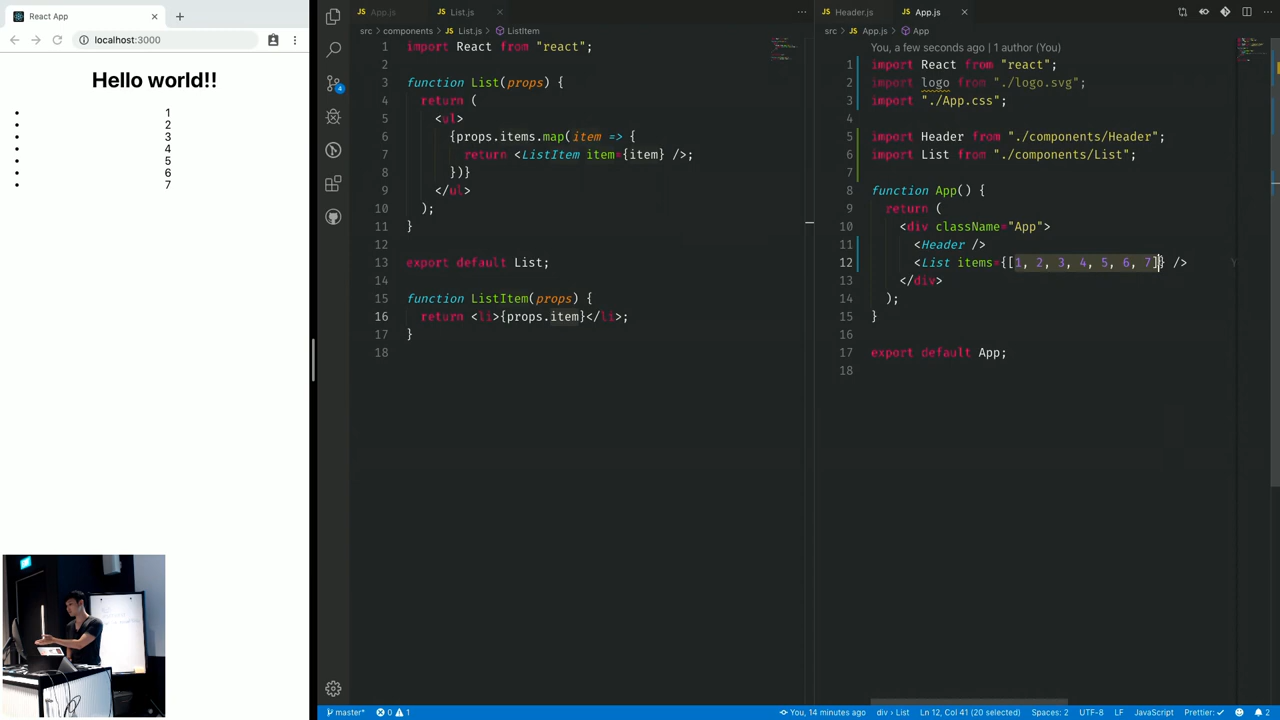 React App
localhost:3000
Hello world!!
1
2
3
4
5
6
7
App.js
List.js
src > components > List.js > ListItem
1 import React from "react";
2
3 function List(props) {
4 return (
5 <ul>
6 {props.items.map(item => {
7 return <ListItem item={item} />;
8 })}
9 </ul>
10 );
11 }
12
13 export default List;
14
15 function ListItem(props) {
16 return <li>{props.item}</li>;
17 }
18
4
Header.js
App.js
src > App.js > App
You, a few seconds ago | 1 author (You)
1 import React from "react";
2 import logo from "./logo.svg";
3 import "./App.css";
4
5 import Header from "./components/Header";
6 import List from "./components/List";
7
8 function App() {
9 return (
10 <div className="App">
11 <Header />
12 <List items={[1, 2, 3, 4, 5, 6, 7]} />
13 </div>
14 );
15 }
16
17 export default App;
18
master* 0 1 You, 14 minutes ago div > List Ln 12, Col 41 (20 selected) Spaces: 2 UTF-8 LF JavaScript Prettier: ✓ 2